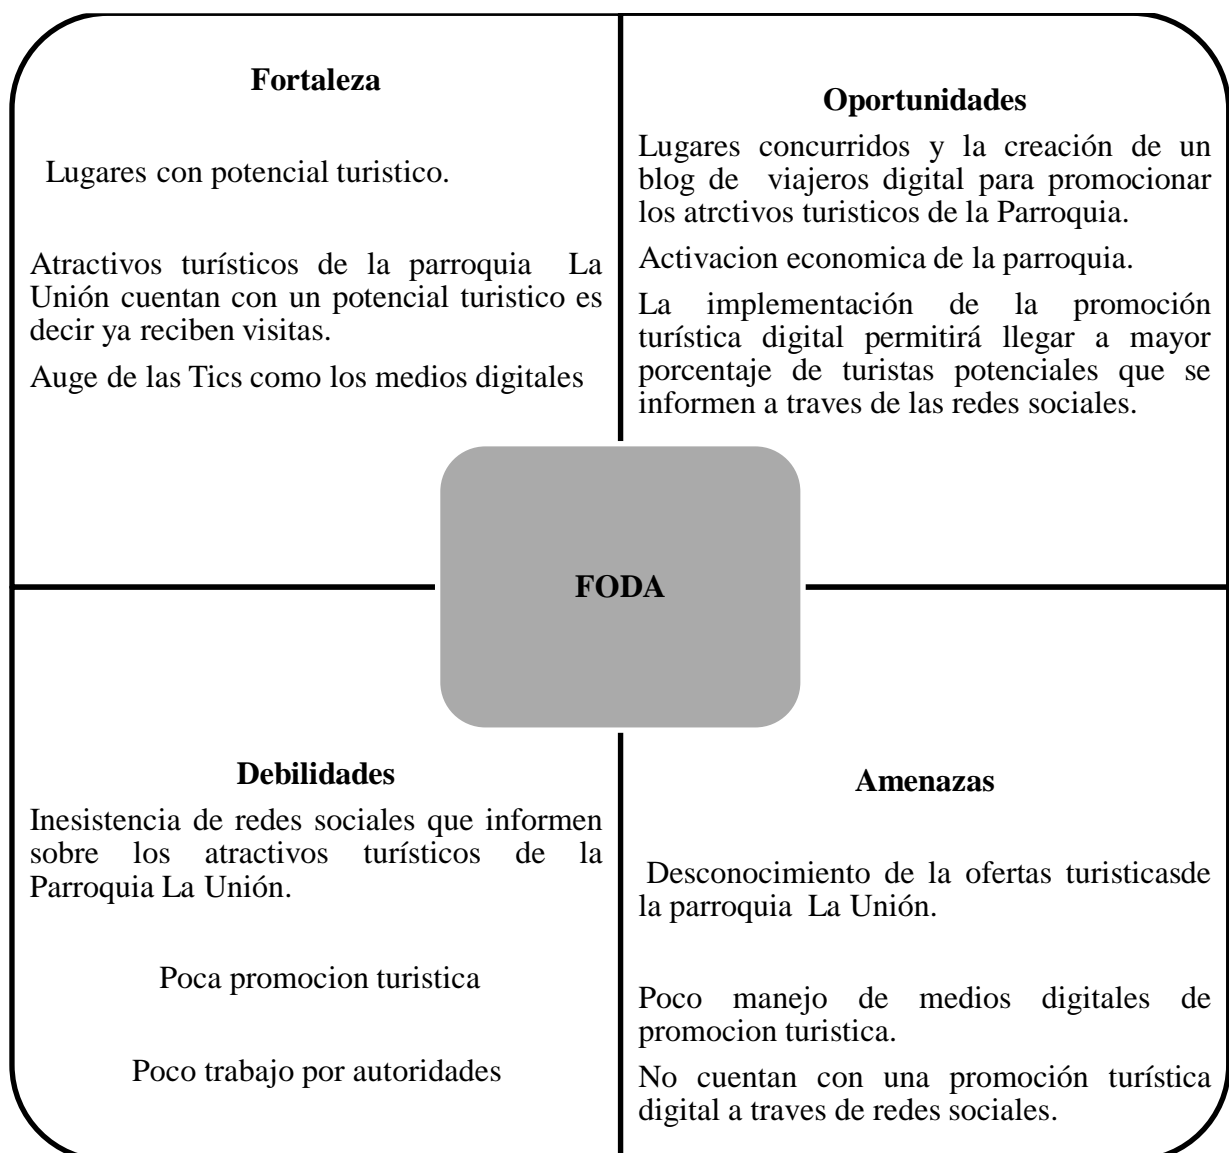 Fortaleza
Lugares con potencial turistico.
Atractivos turísticos de la parroquia La
Unión cuentan con un potencial turistico es
decir ya reciben visitas.
Auge de las Tics como los medios digitales
Oportunidades
Lugares concurridos y la creación de un
blog de viajeros digital para promocionar
los atrctivos turisticos de la Parroquia.
Activacion economica de la parroquia.
La implementación de la promoción
turística digital permitirá llegar a mayor
porcentaje de turistas potenciales que se
informen a traves de las redes sociales.
FODA
Debilidades
Inesistencia de redes sociales que informen
sobre los atractivos turísticos de la
Parroquia La Unión.
Poca promocion turistica
Poco trabajo por autoridades
Amenazas
Desconocimiento de la ofertas turisticasde
la parroquia La Unión.
Poco manejo de medios digitales de
promocion turistica.
No cuentan con una promoción turística
digital a traves de redes sociales.